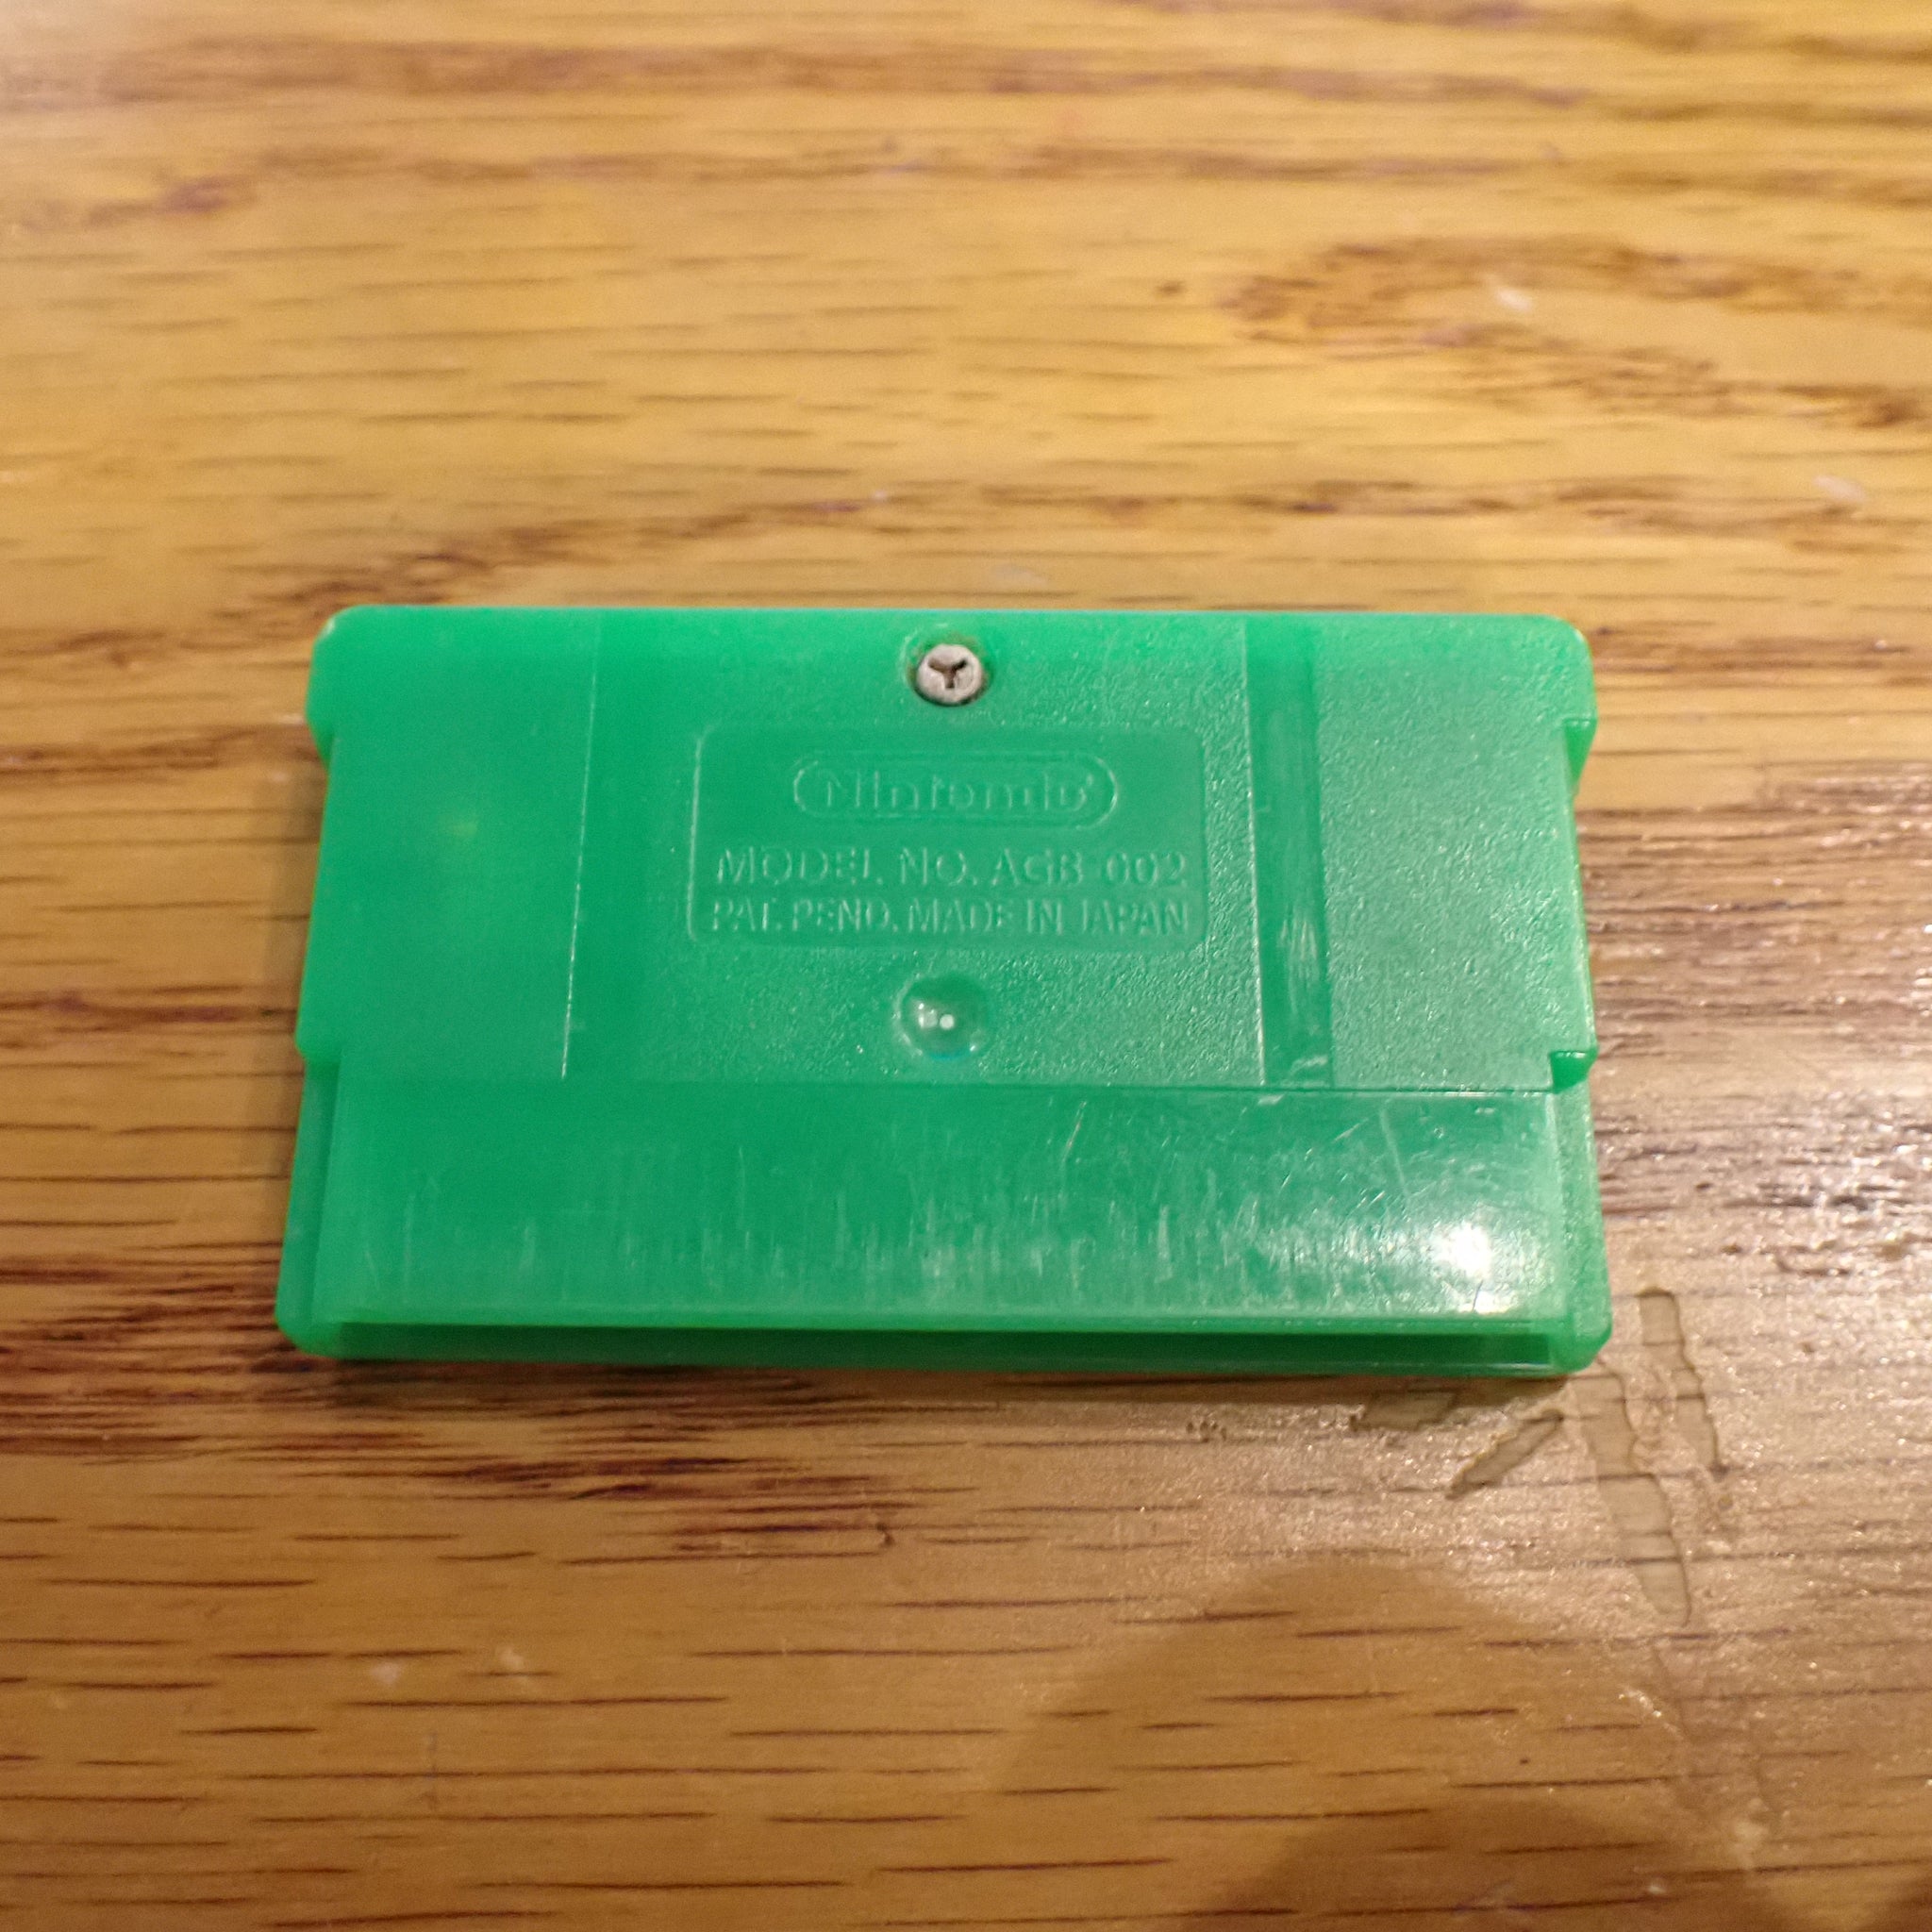 Nintendo
MODEL NO. AGB-002
PAT. PEND. MADE IN JAPAN